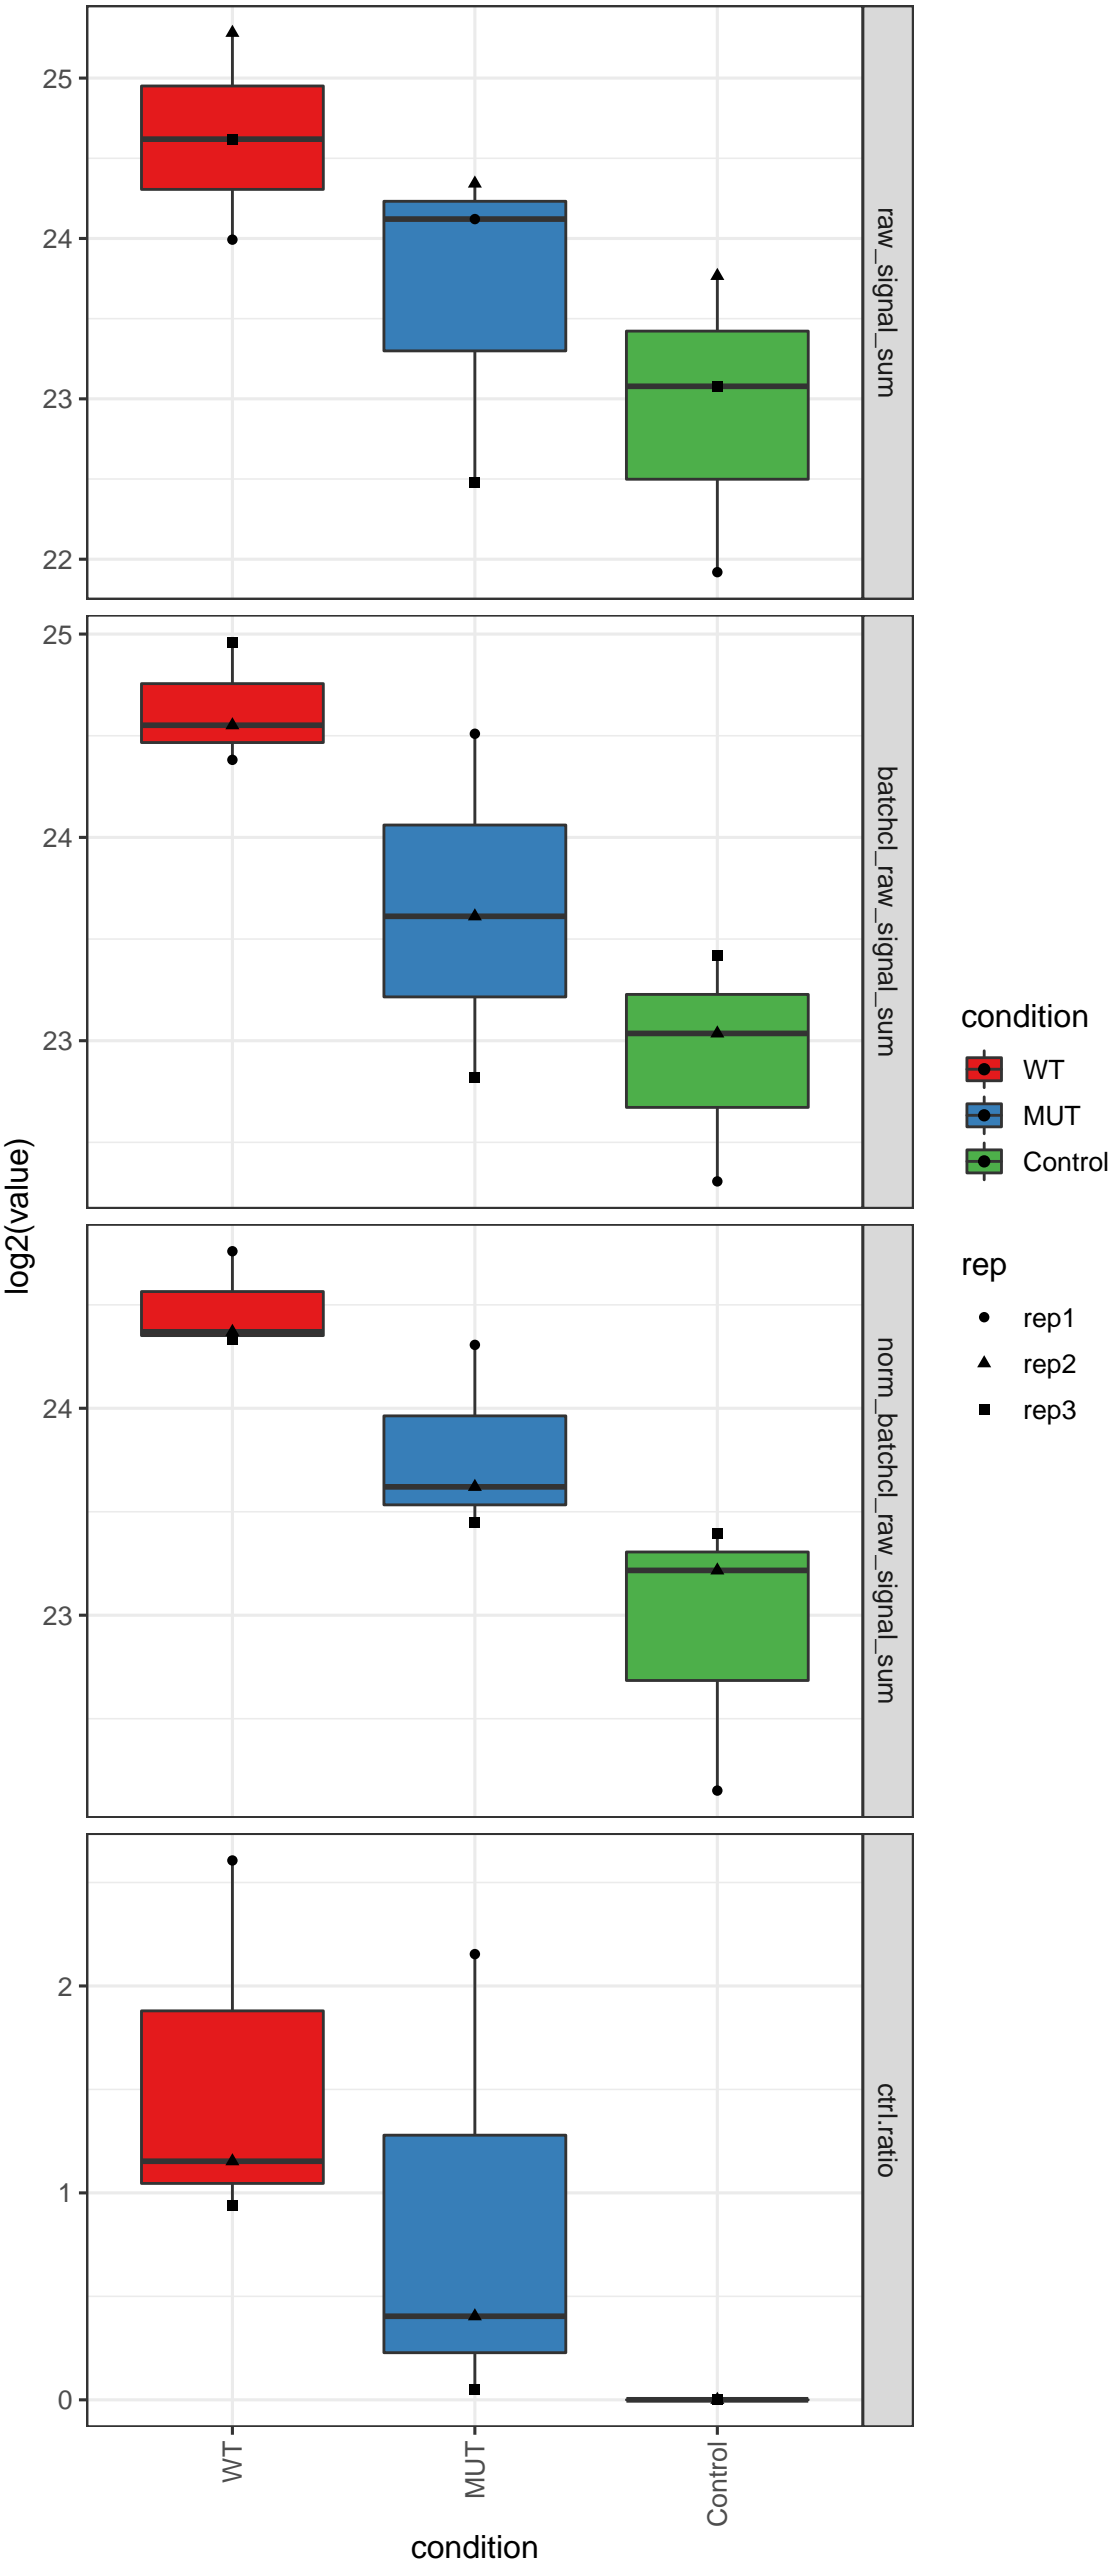 25
24
23
22
raw_signal_sum
25
24
23
batchcl_raw_signal_sum
24
23
norm_batchcl_raw_signal_sum
2
1
0
ctrl.ratio
log2(value)
WT
MUT
Control
condition
condition
WT
MUT
Control
rep
rep1
rep2
rep3